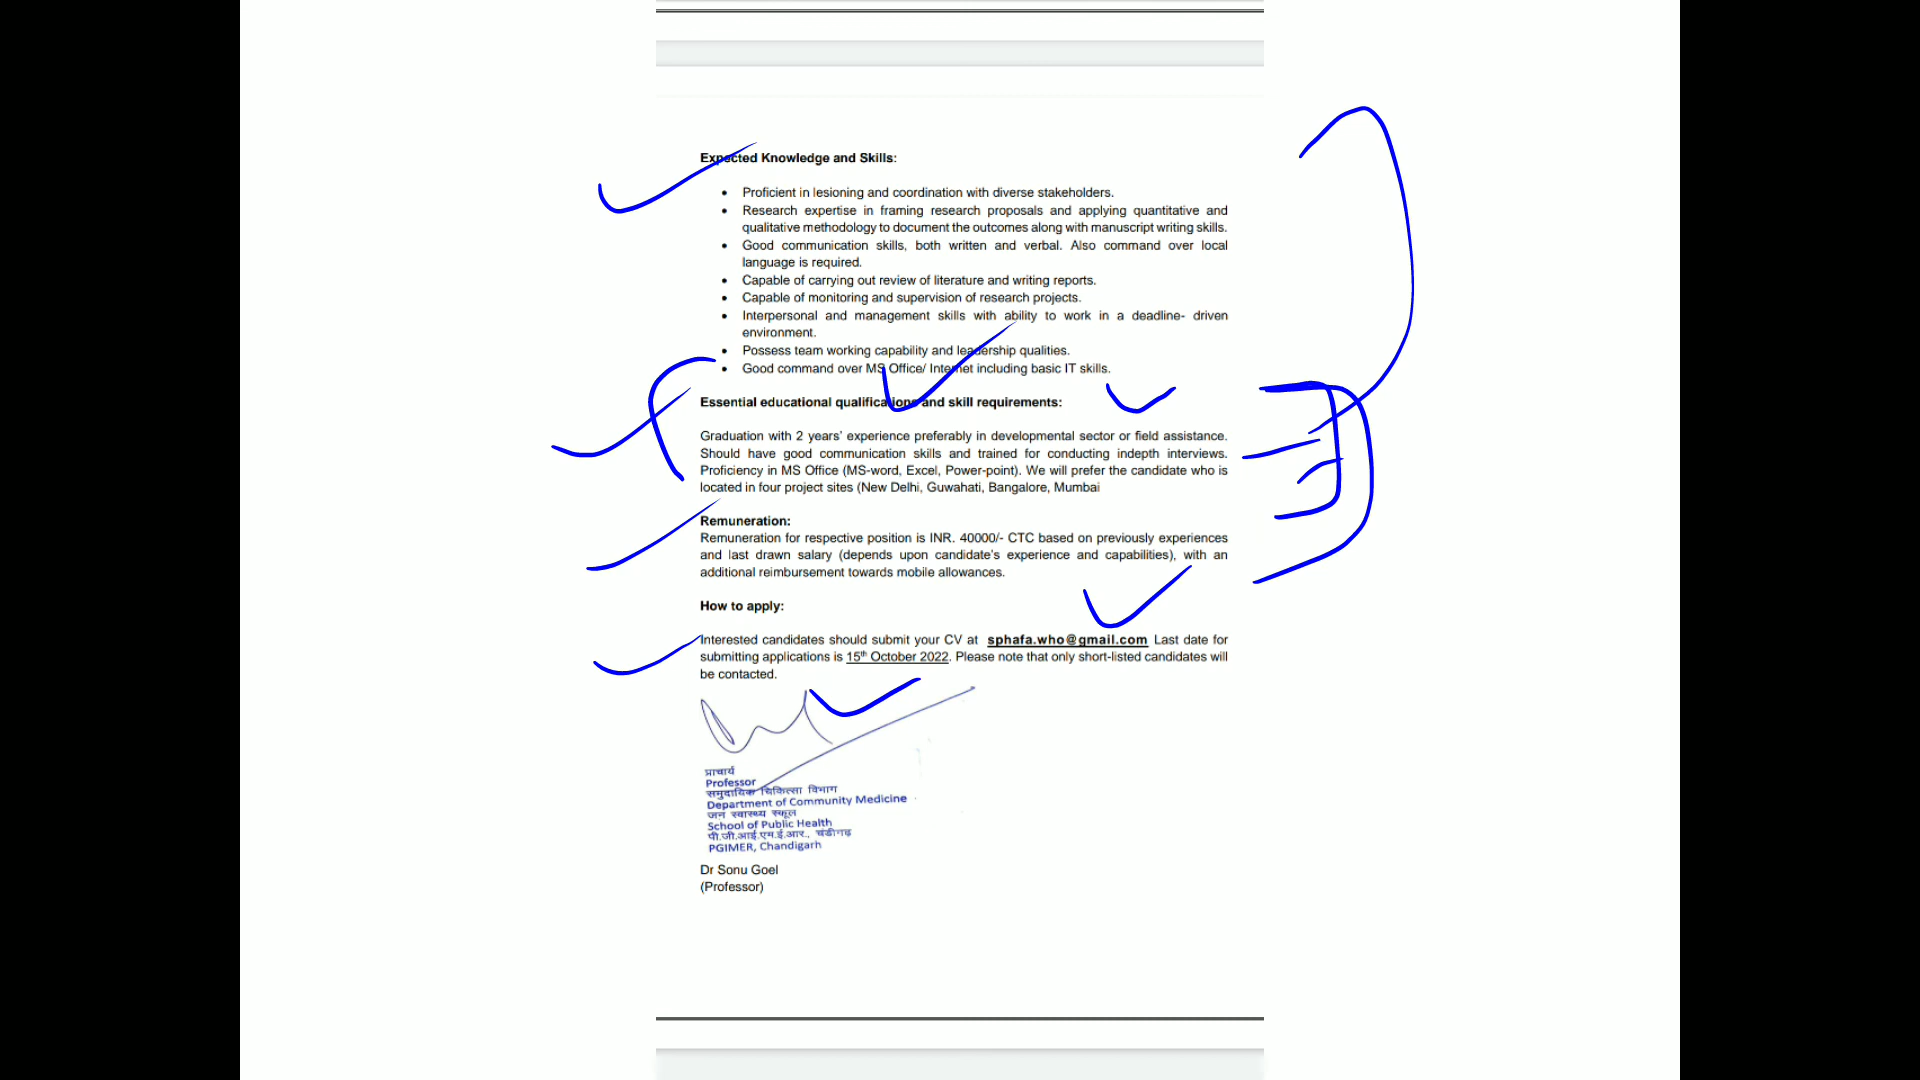 Expected Knowledge and Skills:
• Proficient in lesioning and coordination with diverse stakeholders.
• Research expertise in framing research proposals and applying quantitative and
qualitative methodology to document the outcomes along with manuscript writing skills.
• Good communication skills, both written and verbal. Also command over local
language is required.
• Capable of carrying out review of literature and writing reports.
• Capable of monitoring and supervision of research projects.
• Interpersonal and management skills with ability to work in a deadline- driven
environment.
• Possess team working capability and leadership qualities.
• Good command over MS Office/ Internet including basic IT skills.
Essential educational qualifications and skill requirements:
Graduation with 2 years' experience preferably in developmental sector or field assistance.
Should have good communication skills and trained for conducting indepth interviews.
Proficiency in MS Office (MS-word, Excel, Power-point). We will prefer the candidate who is
located in four project sites (New Delhi, Guwahati, Bangalore, Mumbai
Remuneration:
Remuneration for respective position is INR. 40000/- CTC based on previously experiences
and last drawn salary (depends upon candidate's experience and capabilities), with an
additional reimbursement towards mobile allowances.
How to apply:
Interested candidates should submit your CV at sphafa.who@gmail.com Last date for
submitting applications is 15th October 2022. Please note that only short-listed candidates will
be contacted.
प्राचार्य
Professor
समुदायिक चिकित्सा विभाग
Department of Community Medicine
जन स्वास्थ्य स्कूल
School of Public Health
पी.जी.आई.एम.ई.आर., चंडीगढ़
PGIMER, Chandigarh
Dr Sonu Goel
(Professor)